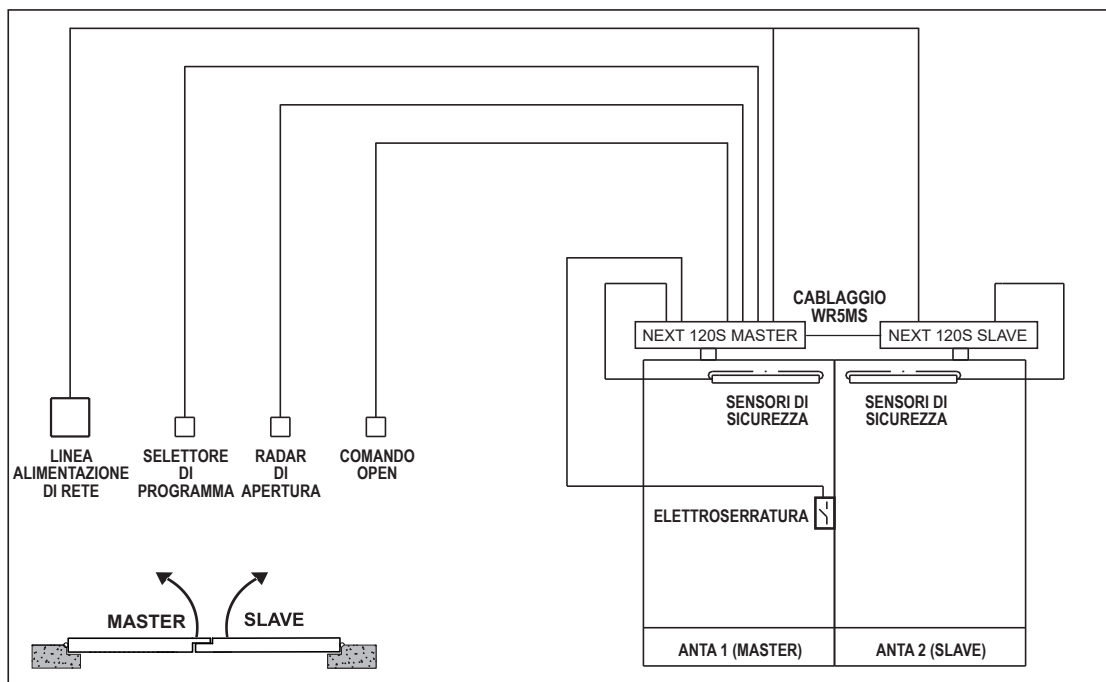 CABLAGGIO
WR5MS
NEXT 120S MASTER
NEXT 120S SLAVE
SENSORI DI
SICUREZZA
SENSORI DI
SICUREZZA
LINEA
ALIMENTAZIONE
DI RETE
SELETTORE
DI
PROGRAMMA
RADAR
DI
APERTURA
COMANDO
OPEN
ELETTROSERRATURA
MASTER
SLAVE
ANTA 1 (MASTER)
ANTA 2 (SLAVE)